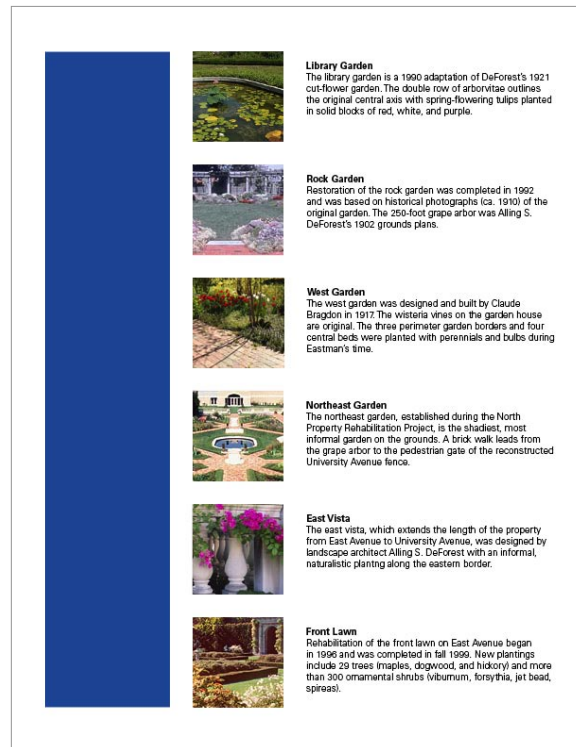 Library Garden
The library garden is a 1990 adaptation of DeForest's 1921
cut-flower garden. The double row of arborvitae outlines
the original central axis with spring-flowering tulips planted
in solid blocks of red, white, and purple.
Rock Garden
Restoration of the rock garden was completed in 1992
and was based on historical photographs (ca. 1910) of the
original garden. The 250-foot grape arbor was Alling S.
DeForest's 1902 grounds plans.
West Garden
The west garden was designed and built by Claude
Bragdon in 1917. The wisteria vines on the garden house
are original. The three perimeter garden borders and four
central beds were planted with perennials and bulbs during
Eastman's time.
Northeast Garden
The northeast garden, established during the North
Property Rehabilitation Project, is the shadiest, most
informal garden on the grounds. A brick walk leads from
the grape arbor to the pedestrian gate of the reconstructed
University Avenue fence.
East Vista
The east vista, which extends the length of the property
from East Avenue to University Avenue, was designed by
landscape architect Alling S. DeForest with an informal,
naturalistic plantng along the eastern border.
Front Lawn
Rehabilitation of the front lawn on East Avenue began
in 1996 and was completed in fall 1999. New plantings
include 29 trees (maples, dogwood, and hickory) and more
than 300 ornamental shrubs (viburnum, forsythia, jet bead,
spireas).